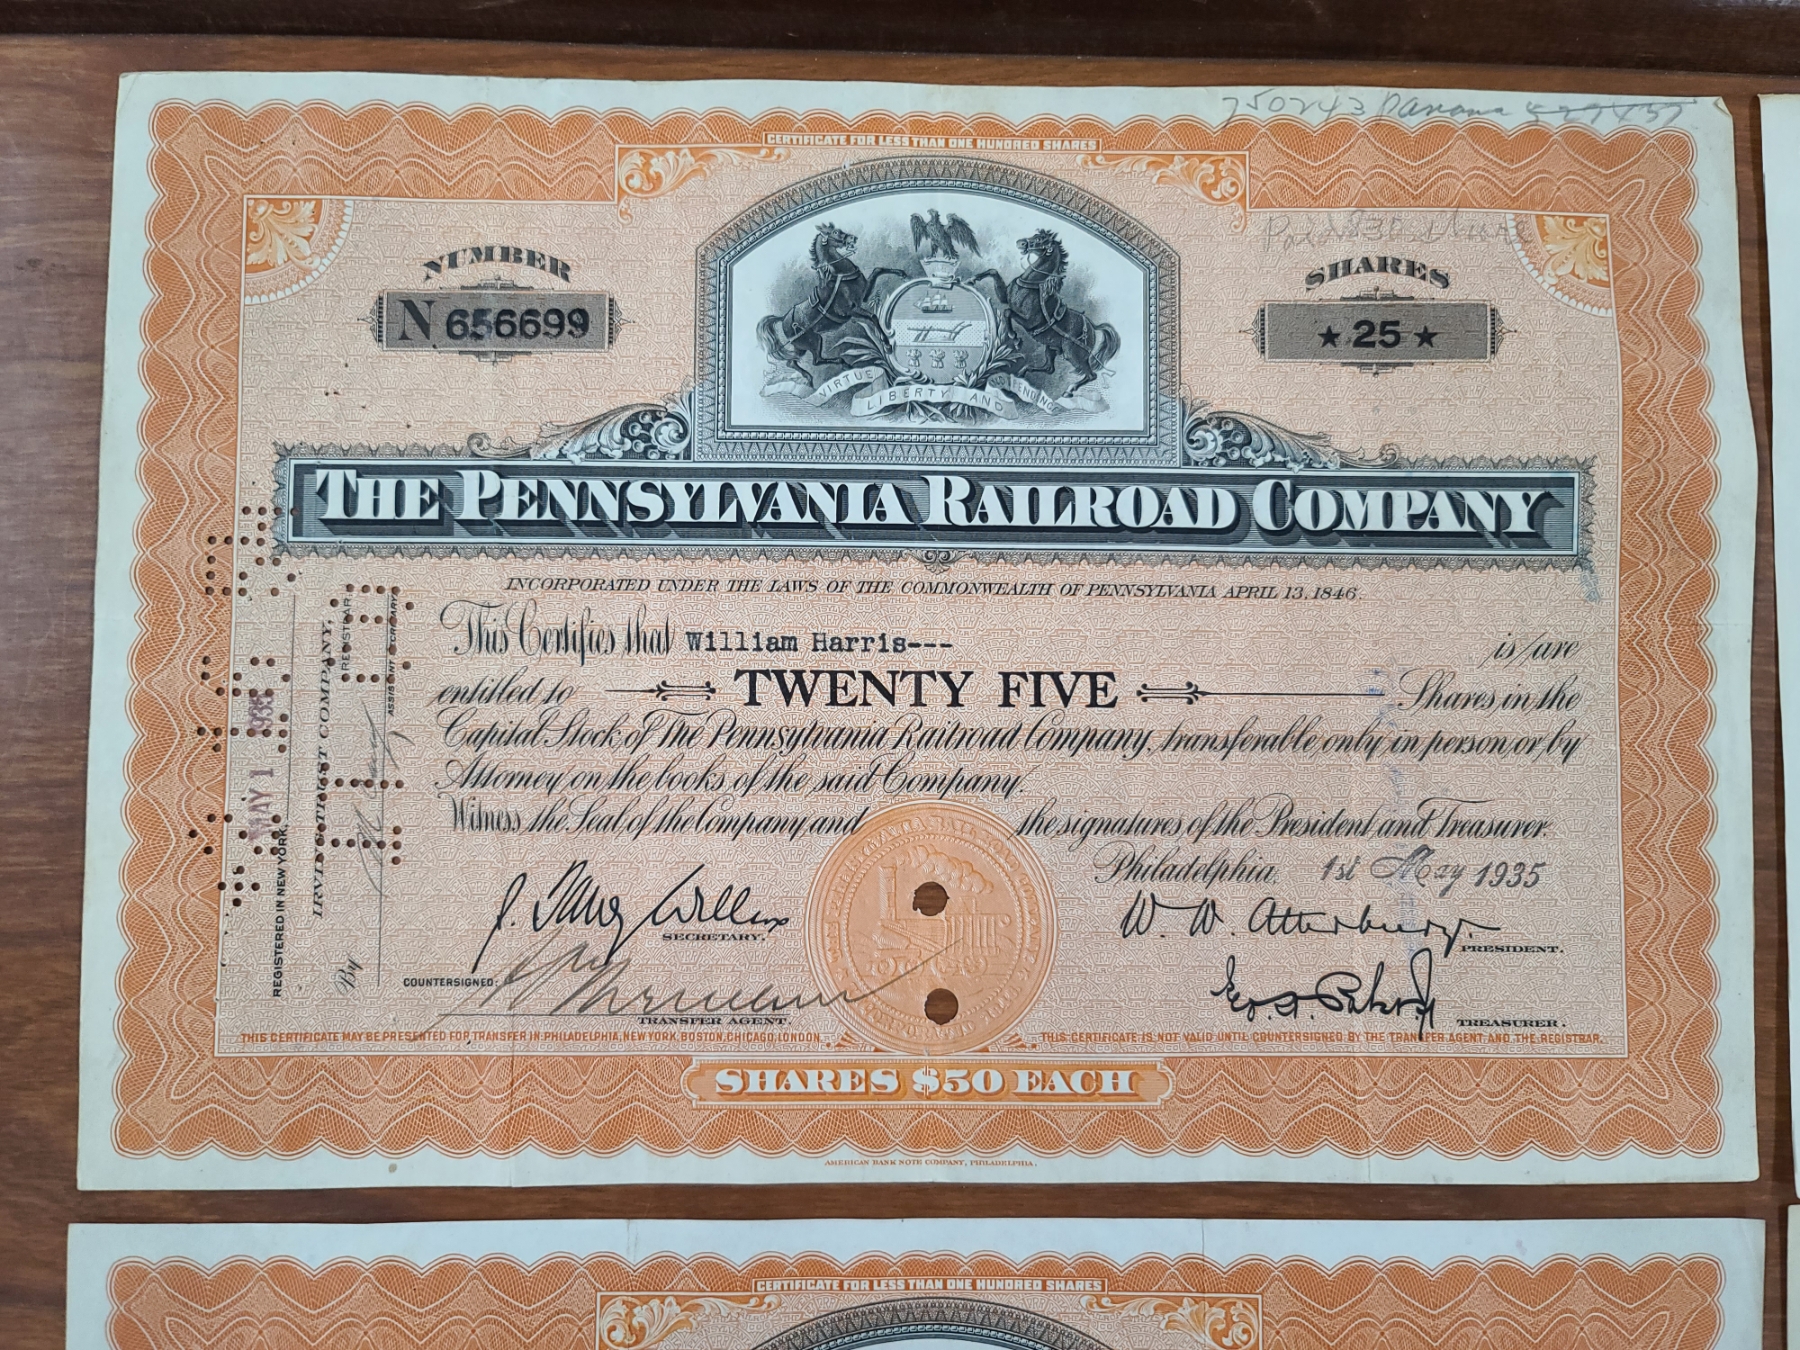 750243
CERTIFICATE FOR LESS THAN ONE HUNDRED SHARES
NUMBER
N 656699
SHARES
★ 25 ★
VIRTUE LIBERTY AND
THE PENNSYLVANIA RAILROAD COMPANY
INCORPORATED UNDER THE LAWS OF THE COMMONWEALTH OF PENNSYLVANIA APRIL 13, 1846.
This Certifies that William Harris--- is/are
entitled to TWENTY FIVE Shares in the
Capital Stock of The Pennsylvania Railroad Company, transferable only in person or by
Attorney on the books of the said Company.
Witness the Seal of the Company and the signatures of the President and Treasurer.
Philadelphia, 1st May 1935
W. W. Atterbury.
SECRETARY.
PRESIDENT.
COUNTERSIGNED:
TRANSFER AGENT.
TREASURER.
REGISTERED IN NEW YORK.
MAY 1 1935
IRVING TRUST COMPANY,
REGISTRAR,
By
ASSISTANT SECRETARY
THIS CERTIFICATE MAY BE PRESENTED FOR TRANSFER IN PHILADELPHIA, NEW YORK, BOSTON, CHICAGO, LONDON.
THIS CERTIFICATE IS NOT VALID UNTIL COUNTERSIGNED BY THE TRANSFER AGENT AND THE REGISTRAR.
SHARES $50 EACH
AMERICAN BANK NOTE COMPANY, PHILADELPHIA.
CERTIFICATE FOR LESS THAN ONE HUNDRED SHARES